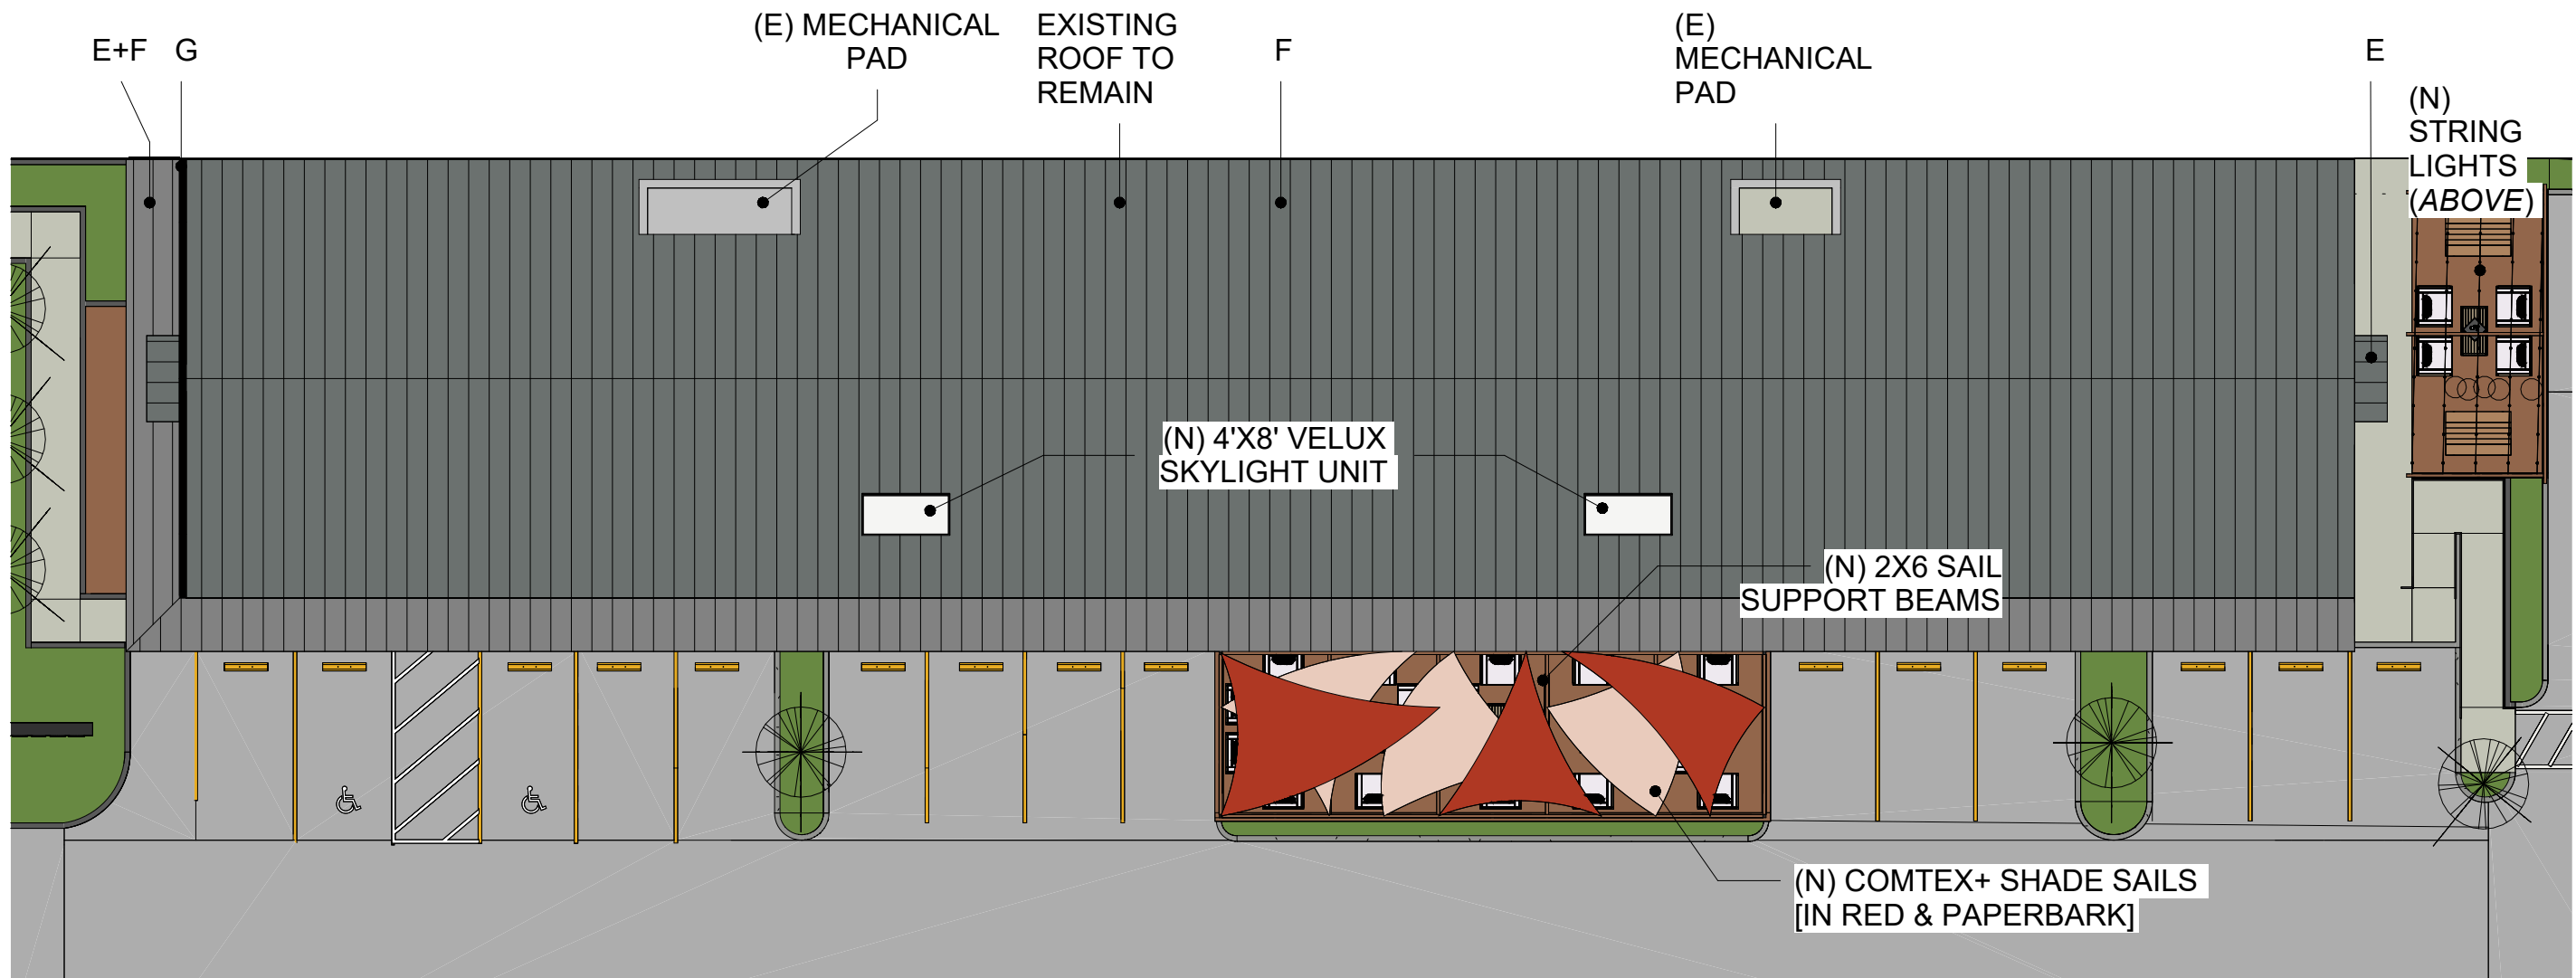 E+F
G
(E) MECHANICAL
PAD
EXISTING
ROOF TO
REMAIN
F
(E)
MECHANICAL
PAD
E
(N)
STRING
LIGHTS
(ABOVE)
(N) 4'X8' VELUX
SKYLIGHT UNIT
(N) 2X6 SAIL
SUPPORT BEAMS
(N) COMTEX+ SHADE SAILS
[IN RED & PAPERBARK]